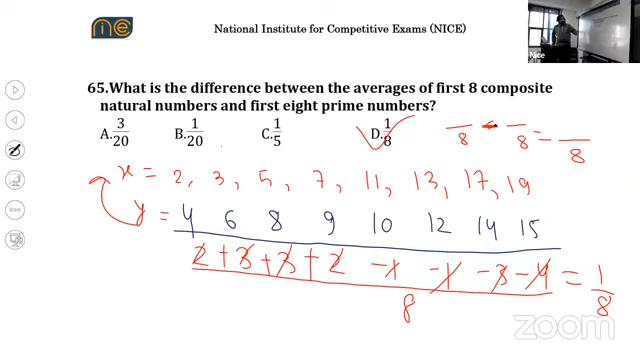 nie
National Institute for Competitive Exams (NICE)
Nice
65.What is the difference between the averages of first 8 composite
natural numbers and first eight prime numbers?
A. 3/20 B. 1/20 C. 1/5 D. 1/8
/8 - /8 = /8
x = 2, 3, 5, 7, 11, 13, 17, 19
y = 4 6 8 9 10 12 14 15
2 + 3 + 3 + 2 - 1 - 1 - 3 - 4 = 1/8
8
zoom